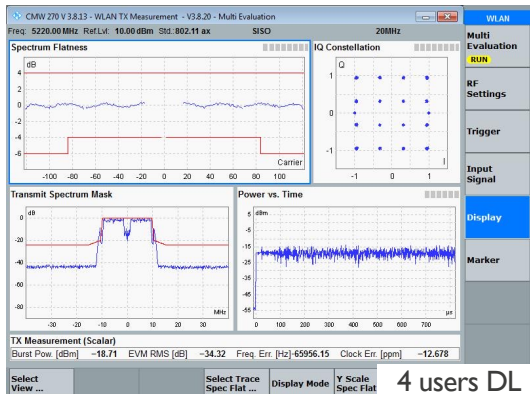 CMW 270 V 3.8.13 - WLAN TX Measurement - V3.8.20 - Multi Evaluation
WLAN
Freq: 5220.00 MHz Ref.Lvl: 10.00 dBm Std.: 802.11 ax SISO 20MHz
Multi Evaluation
RUN
RF Settings
Trigger
Input Signal
Display
Marker
Spectrum Flatness
dB
4
2
0
-2
-4
-6
-100 -80 -60 -40 -20 0 20 40 60 80 100
Carrier
IQ Constellation
Q
1
0
-1
-1 0 1
I
Transmit Spectrum Mask
dB
0
-20
-40
-60
-80
-30 -20 -10 0 10 20 30
MHz
Power vs. Time
dBm
5
-5
-15
-25
-35
-45
-55
0 100 200 300 400 500 600 700
µs
TX Measurement (Scalar)
Burst Pow. [dBm] -18.71 EVM RMS [dB] -34.32 Freq. Err. [Hz] -65956.15 Clock Err. [ppm] -12.678
Select View ...
Select Trace Spec Flat ...
Display Mode
Y Scale Spec Flat
4 users DL